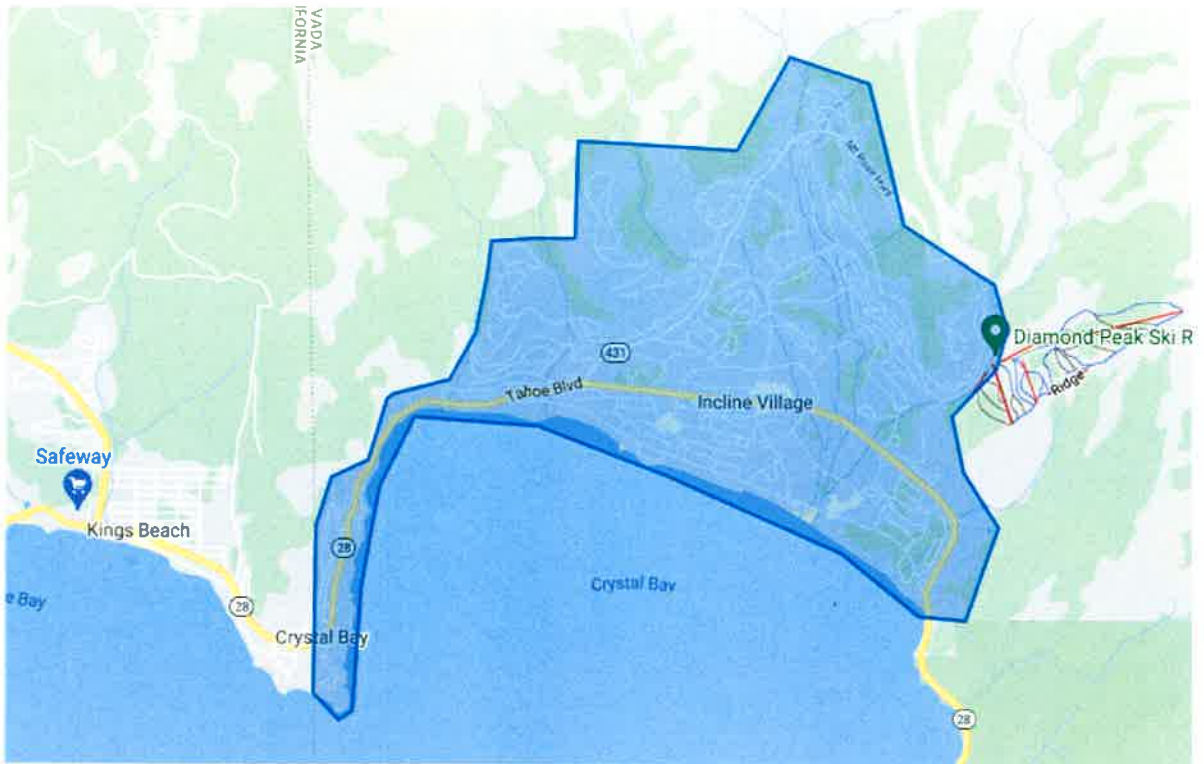 VADA
IFORNIA
Mt Rose Hwy
Diamond Peak Ski R
Ridge
431
Tahoe Blvd
Incline Village
Safeway
Kings Beach
28
Crystal Bay
e Bay
28
Crystal Bay
28